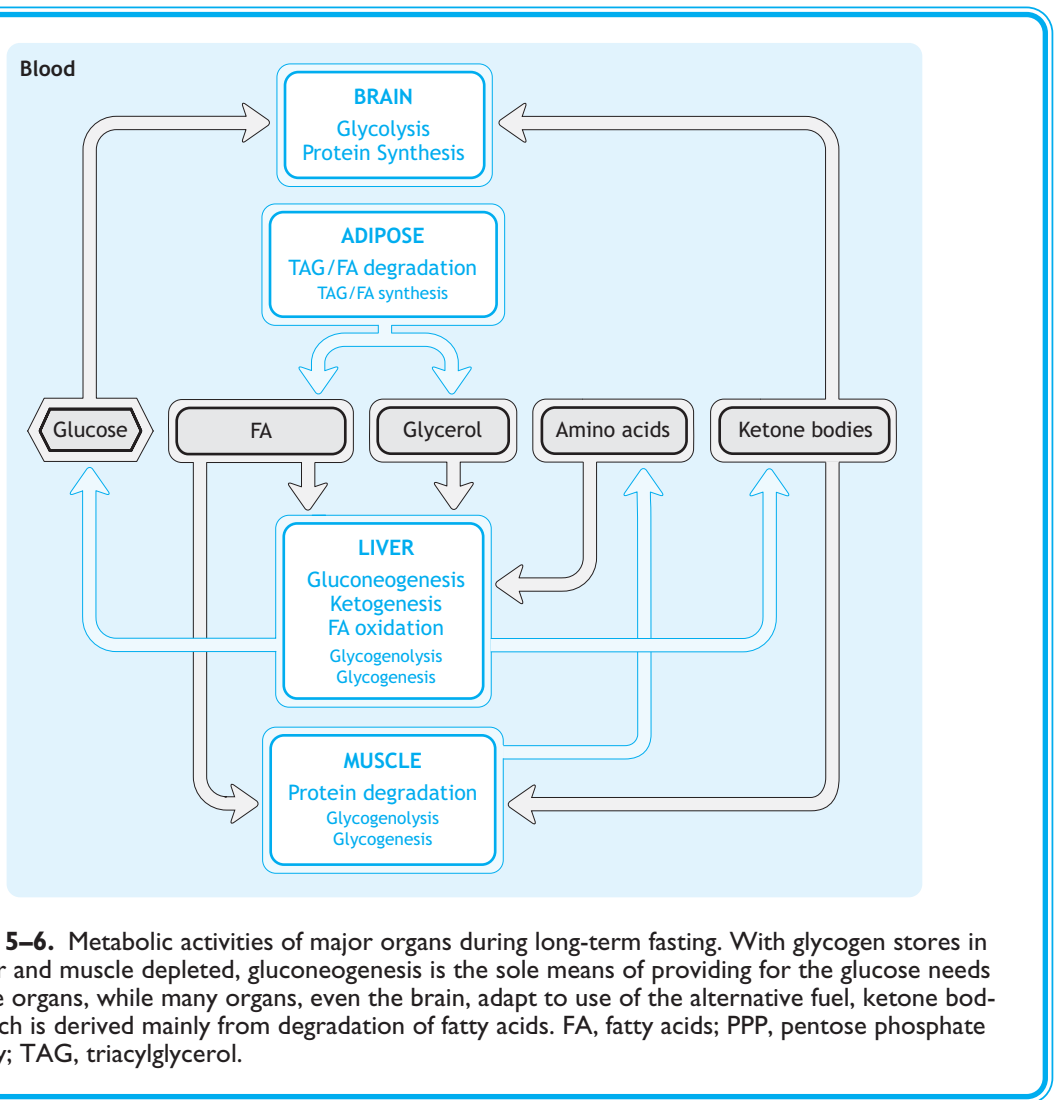 Blood
BRAIN
Glycolysis
Protein Synthesis
ADIPOSE
TAG/FA degradation
TAG/FA synthesis
Glucose
FA
Glycerol
Amino acids
Ketone bodies
LIVER
Gluconeogenesis
Ketogenesis
FA oxidation
Glycogenolysis
Glycogenesis
MUSCLE
Protein degradation
Glycogenolysis
Glycogenesis
5–6. Metabolic activities of major organs during long-term fasting. With glycogen stores in
r and muscle depleted, gluconeogenesis is the sole means of providing for the glucose needs
e organs, while many organs, even the brain, adapt to use of the alternative fuel, ketone bod-
ch is derived mainly from degradation of fatty acids. FA, fatty acids; PPP, pentose phosphate
y; TAG, triacylglycerol.